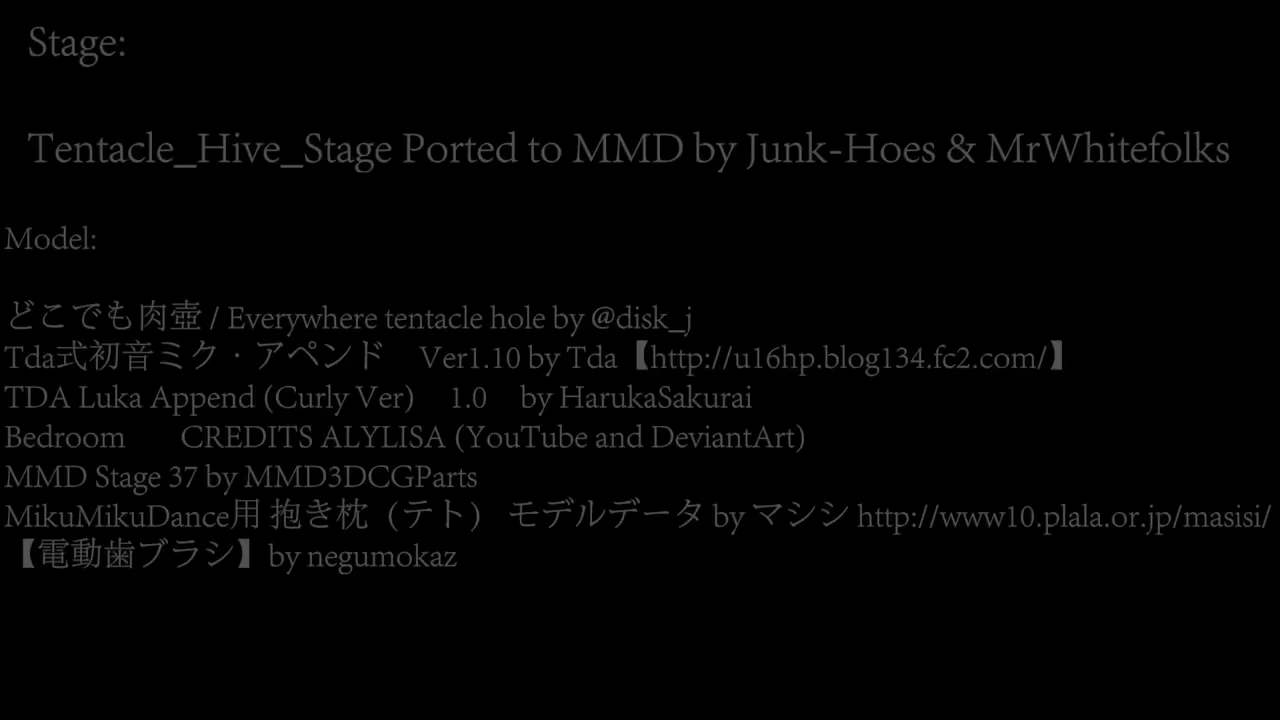 Stage:
Tentacle_Hive_Stage Ported to MMD by Junk-Hoes & MrWhitefolks
Model:
どこでも肉壺 / Everywhere tentacle hole by @disk_j
Tda式初音ミク・アペンド　Ver1.10 by Tda【http://u16hp.blog134.fc2.com/】
TDA Luka Append (Curly Ver)　1.0　by HarukaSakurai
Bedroom　　CREDITS ALYLISA (YouTube and DeviantArt)
MMD Stage 37 by MMD3DCGParts
MikuMikuDance用 抱き枕（テト） モデルデータ by マシシ http://www10.plala.or.jp/masisi/
【電動歯ブラシ】by negumokaz